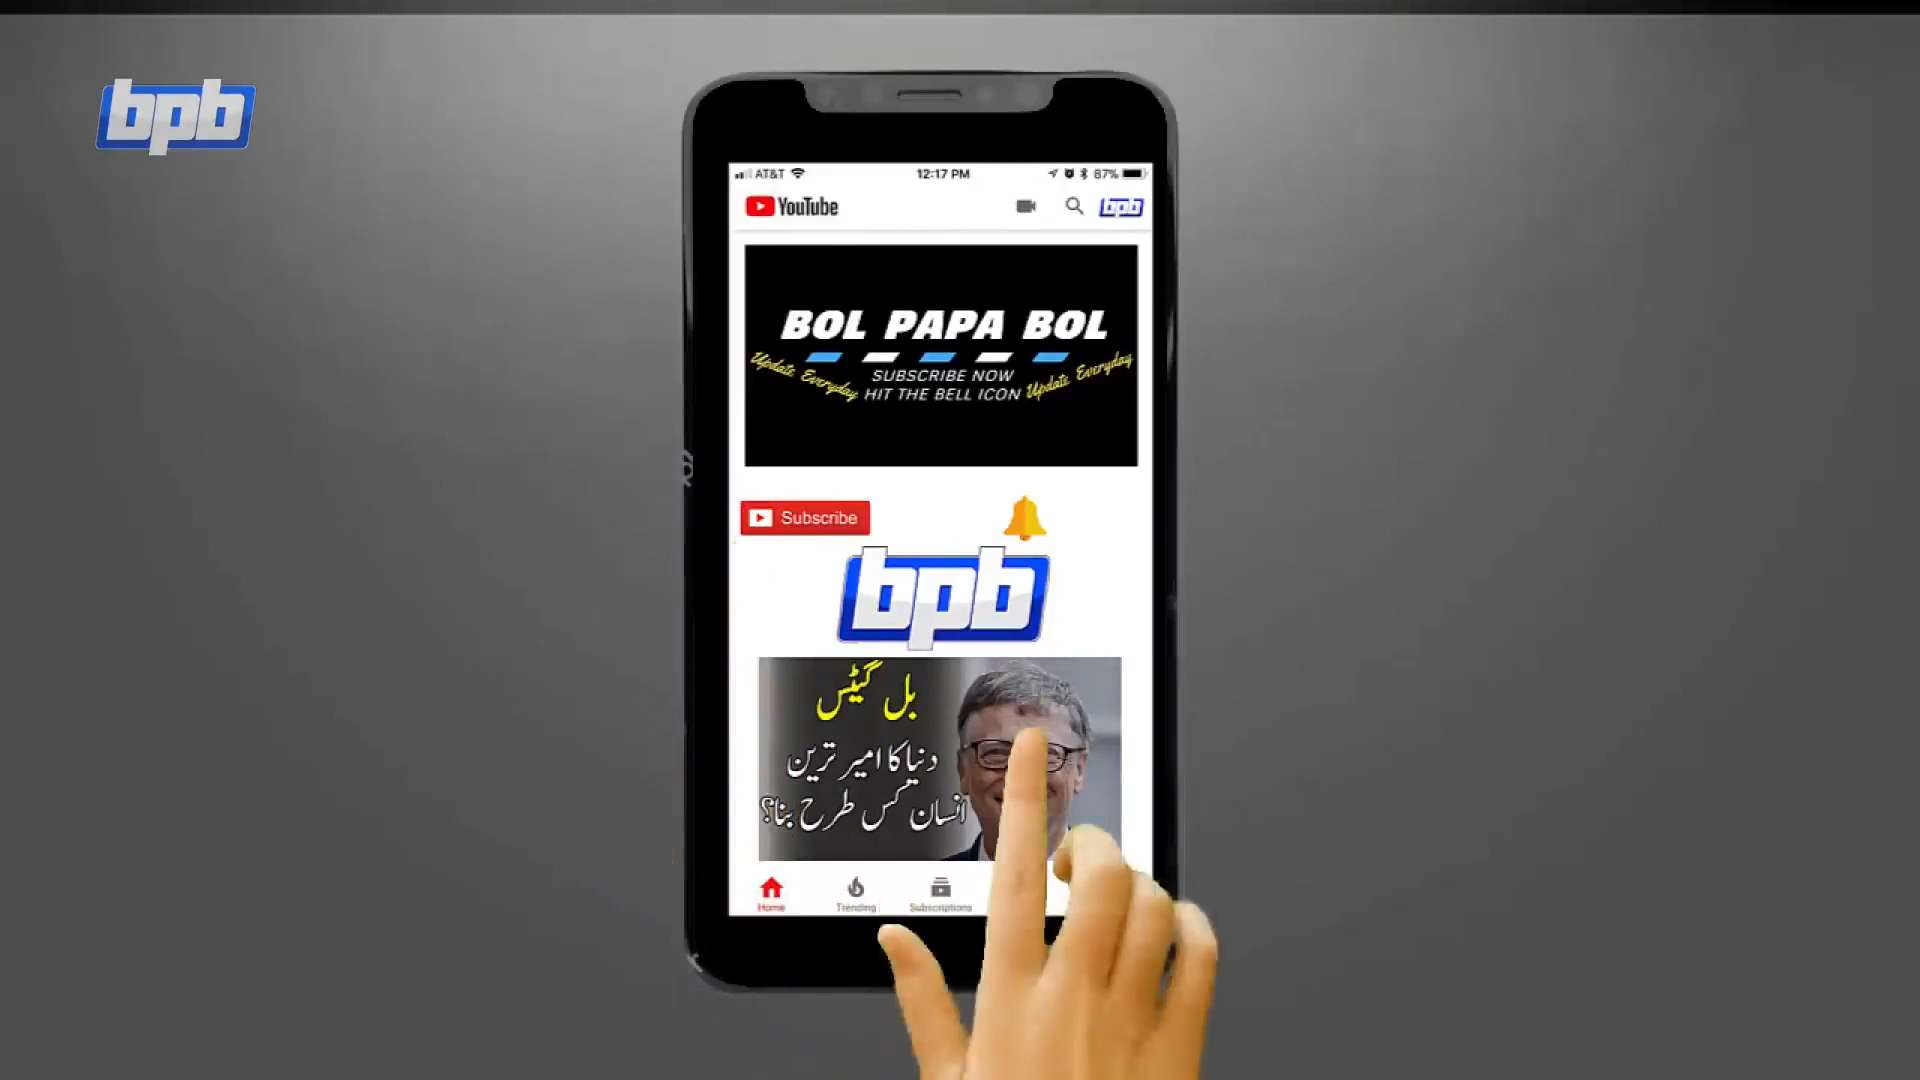 bpb
AT&T 12:17 PM 87%
YouTube bpb
BOL PAPA BOL
Update Everyday SUBSCRIBE NOW Update Everyday
HIT THE BELL ICON
Subscribe
bpb
بل گیٹس
دنیا کا امیر ترین
انسان کس طرح بنا؟
Home Trending Subscriptions